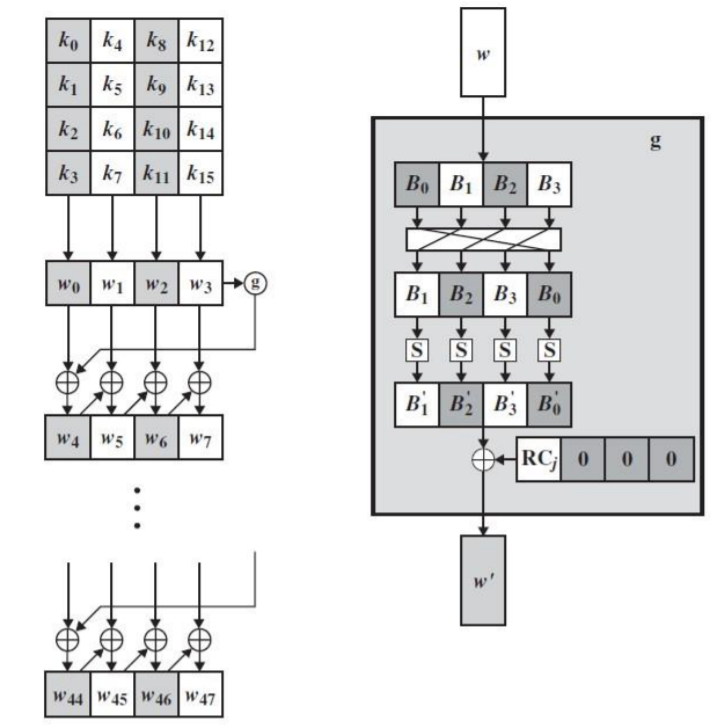 k0 k4 k8 k12
k1 k5 k9 k13
k2 k6 k10 k14
k3 k7 k11 k15
w0 w1 w2 w3 g
w4 w5 w6 w7
w44 w45 w46 w47
w
g
B0 B1 B2 B3
B1 B2 B3 B0
S S S S
B'1 B'2 B'3 B'0
RCj 0 0 0
w'